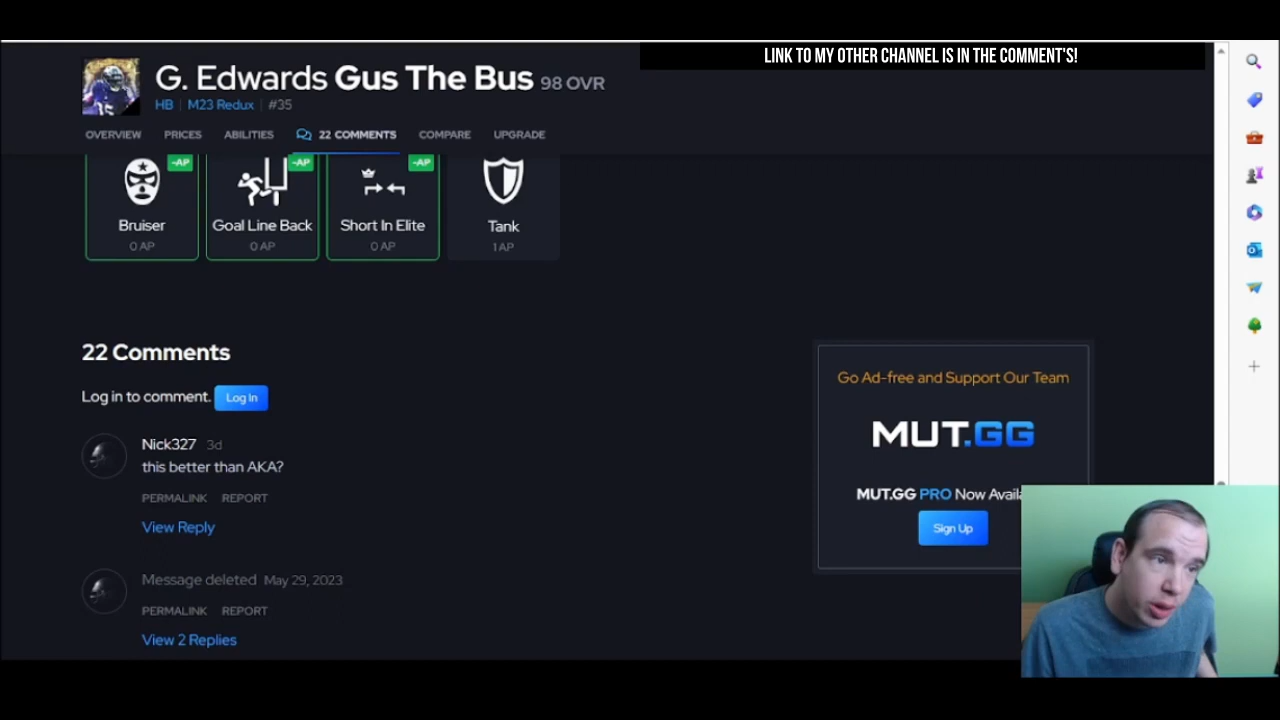 LINK TO MY OTHER CHANNEL IS IN THE COMMENT'S!
G. Edwards Gus The Bus 98 OVR
HB | M23 Redux | #35
OVERVIEW PRICES ABILITIES 22 COMMENTS COMPARE UPGRADE
-AP -AP -AP
Bruiser Goal Line Back Short In Elite Tank
0 AP 0 AP 0 AP 1 AP
22 Comments
Log in to comment. Log In
Go Ad-free and Support Our Team
MUT.GG
MUT.GG PRO Now Availa
Sign Up
Nick327 3d
this better than AKA?
PERMALINK REPORT
View Reply
Message deleted May 29, 2023
PERMALINK REPORT
View 2 Replies